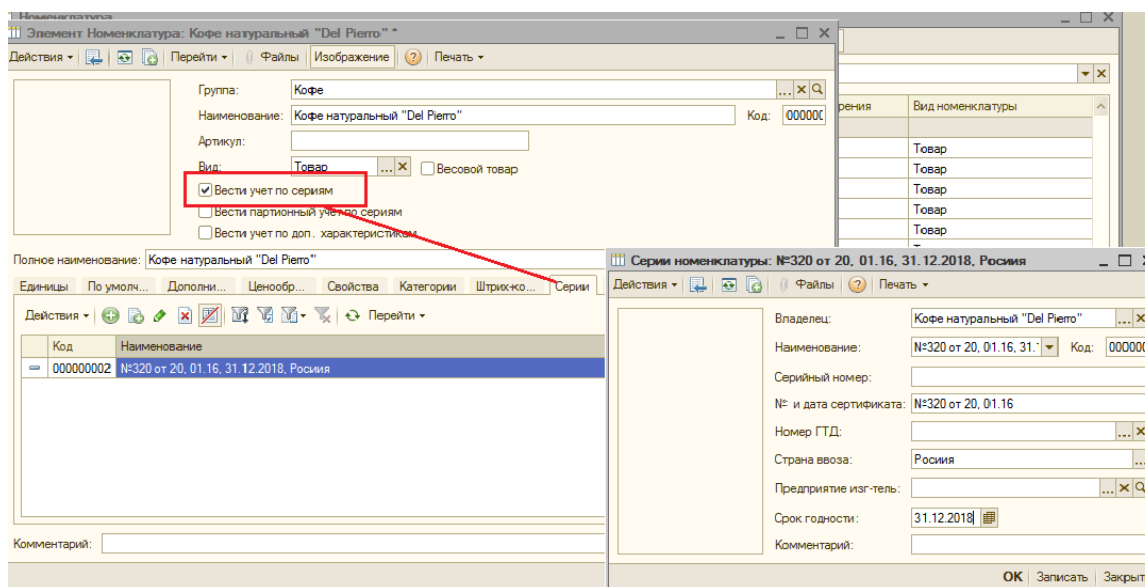 Номенклатура
Элемент Номенклатура: Кофе натуральный "Del Pierro" *
Действия Перейти Файлы Изображение Печать
Группа: Кофе
Наименование: Кофе натуральный "Del Pierro" Код: 000000
Артикул:
Вид: Товар Весовой товар
Вести учет по сериям
Вести партионный учет по сериям
Вести учет по доп. характеристикам
рения Вид номенклатуры
Товар
Товар
Товар
Товар
Товар
Полное наименование: Кофе натуральный "Del Pierro"
Единицы По умолч... Дополни... Ценообр... Свойства Категории Штрих-ко... Серии
Действия Перейти
Код Наименование
000000002 №320 от 20, 01.16, 31.12.2018, Росиия
Комментарий:
Серии номенклатуры: №320 от 20, 01.16, 31.12.2018, Росиия
Действия Файлы Печать
Владелец: Кофе натуральный "Del Pierro"
Наименование: №320 от 20, 01.16, 31. Код: 000000
Серийный номер:
№ и дата сертификата: №320 от 20, 01.16
Номер ГТД:
Страна ввоза: Росиия
Предприятие изг-тель:
Срок годности: 31.12.2018
Комментарий:
OK Записать Закрыт